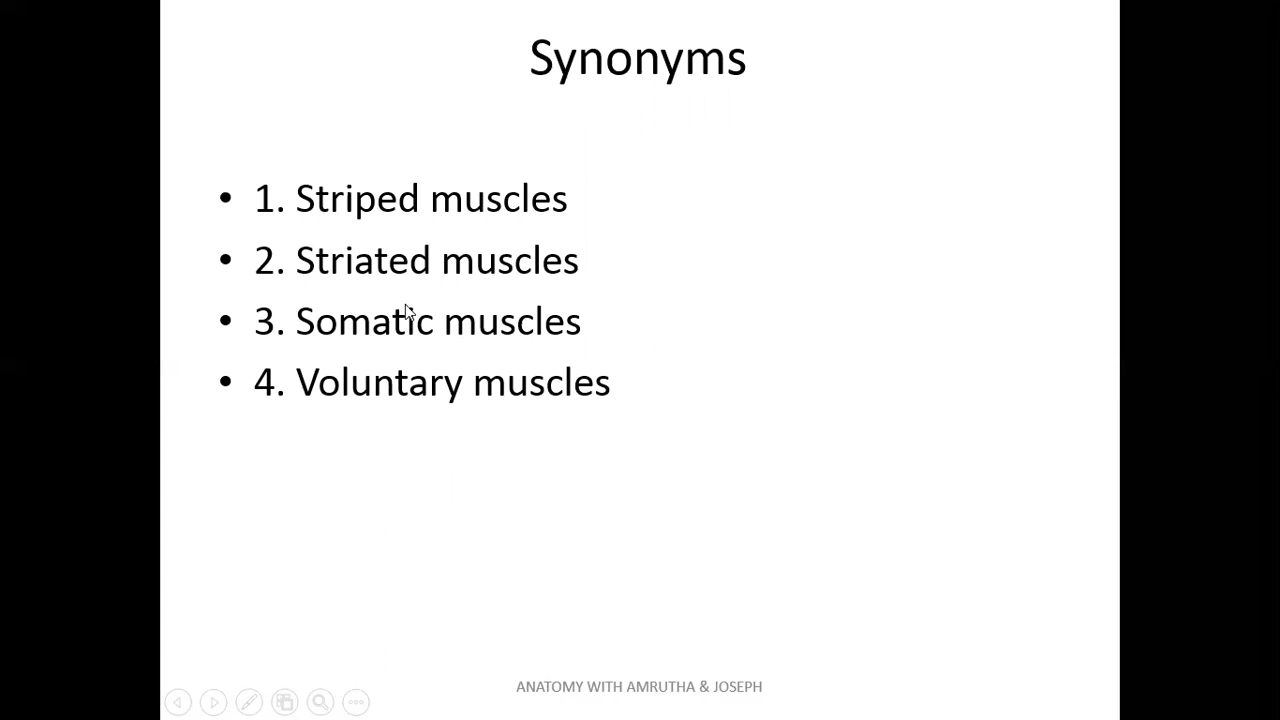 Synonyms
• 1. Striped muscles
• 2. Striated muscles
• 3. Somatic muscles
• 4. Voluntary muscles
ANATOMY WITH AMRUTHA & JOSEPH